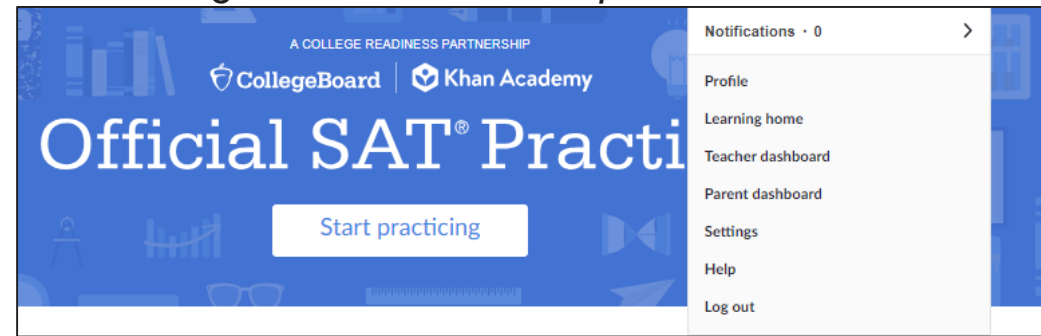 A COLLEGE READINESS PARTNERSHIP
CollegeBoard | Khan Academy
Official SAT® Practi
Start practicing
Notifications · 0
Profile
Learning home
Teacher dashboard
Parent dashboard
Settings
Help
Log out